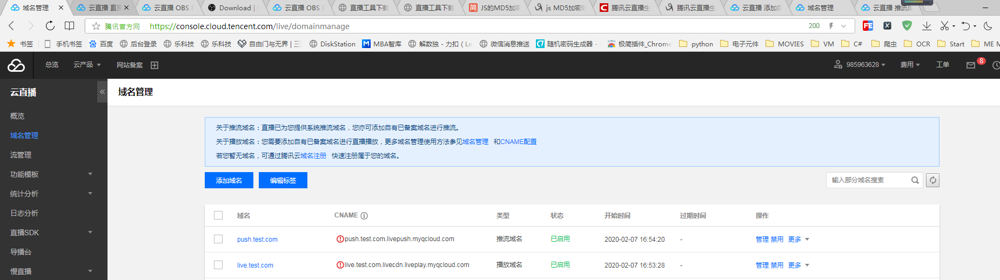 域名管理 云直播 直播 云直播 OBS Download | 云直播 OBS 直播工具下载 直播工具下载 JS的MD5加密 js MD5加密 腾讯云直播生 腾讯云直播生 云直播 添加自 域名管理 云直播 推流
腾讯官方网 https://console.cloud.tencent.com/live/domainmanage 200
书签 手机书签 百度 后台登录 乐科技 乐科技 自由门与无界 | 三 DiskStation MBA智库 解数独 - 力扣 ( Le 微信消息推送 随机密码生成器 - 极简插件_Chrome python 电子元件 MOVIES VM C# 爬虫 OCR Start ME M
总览 云产品 网站备案 985963628 费用 工单 8
云直播 « 域名管理
概览
域名管理
流管理
功能模板
统计分析
日志分析
直播SDK
导播台
慢直播
关于推流域名：直播已为您提供系统推流域名，您亦可添加自有已备案域名进行推流。
关于播放域名：您需要添加自有已备案域名进行直播播放，更多域名管理使用方法参见域名管理 和CNAME配置
若您暂无域名，可通过腾讯云域名注册 快速注册属于您的域名。
添加域名 编辑标签 输入部分域名搜索
域名 CNAME 类型 状态 开始时间 过期时间 操作
push.test.com push.test.com.livepush.myqcloud.com 推流域名 已启用 2020-02-07 16:54:20 - 管理 禁用 更多
live.test.com live.test.com.livecdn.liveplay.myqcloud.com 播放域名 已启用 2020-02-07 16:53:28 - 管理 禁用 更多